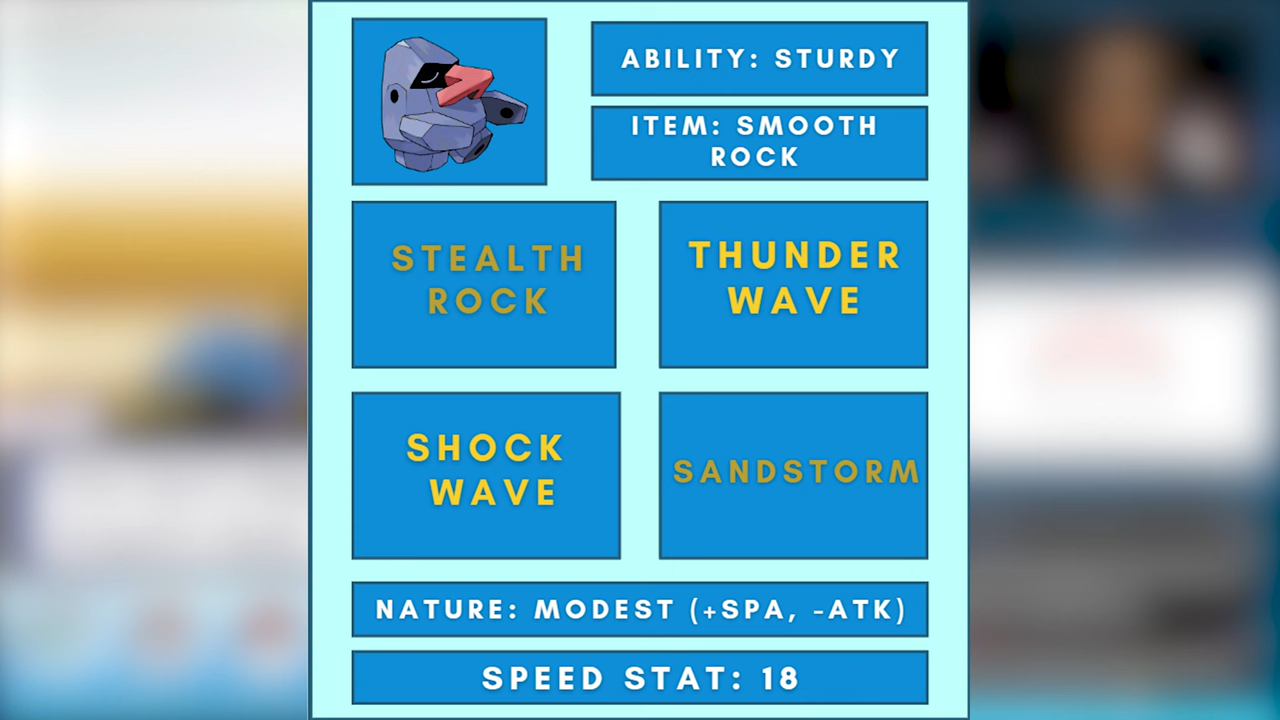 ABILITY: STURDY
ITEM: SMOOTH
ROCK
STEALTH
ROCK
THUNDER
WAVE
SHOCK
WAVE
SANDSTORM
NATURE: MODEST (+SPA, -ATK)
SPEED STAT: 18